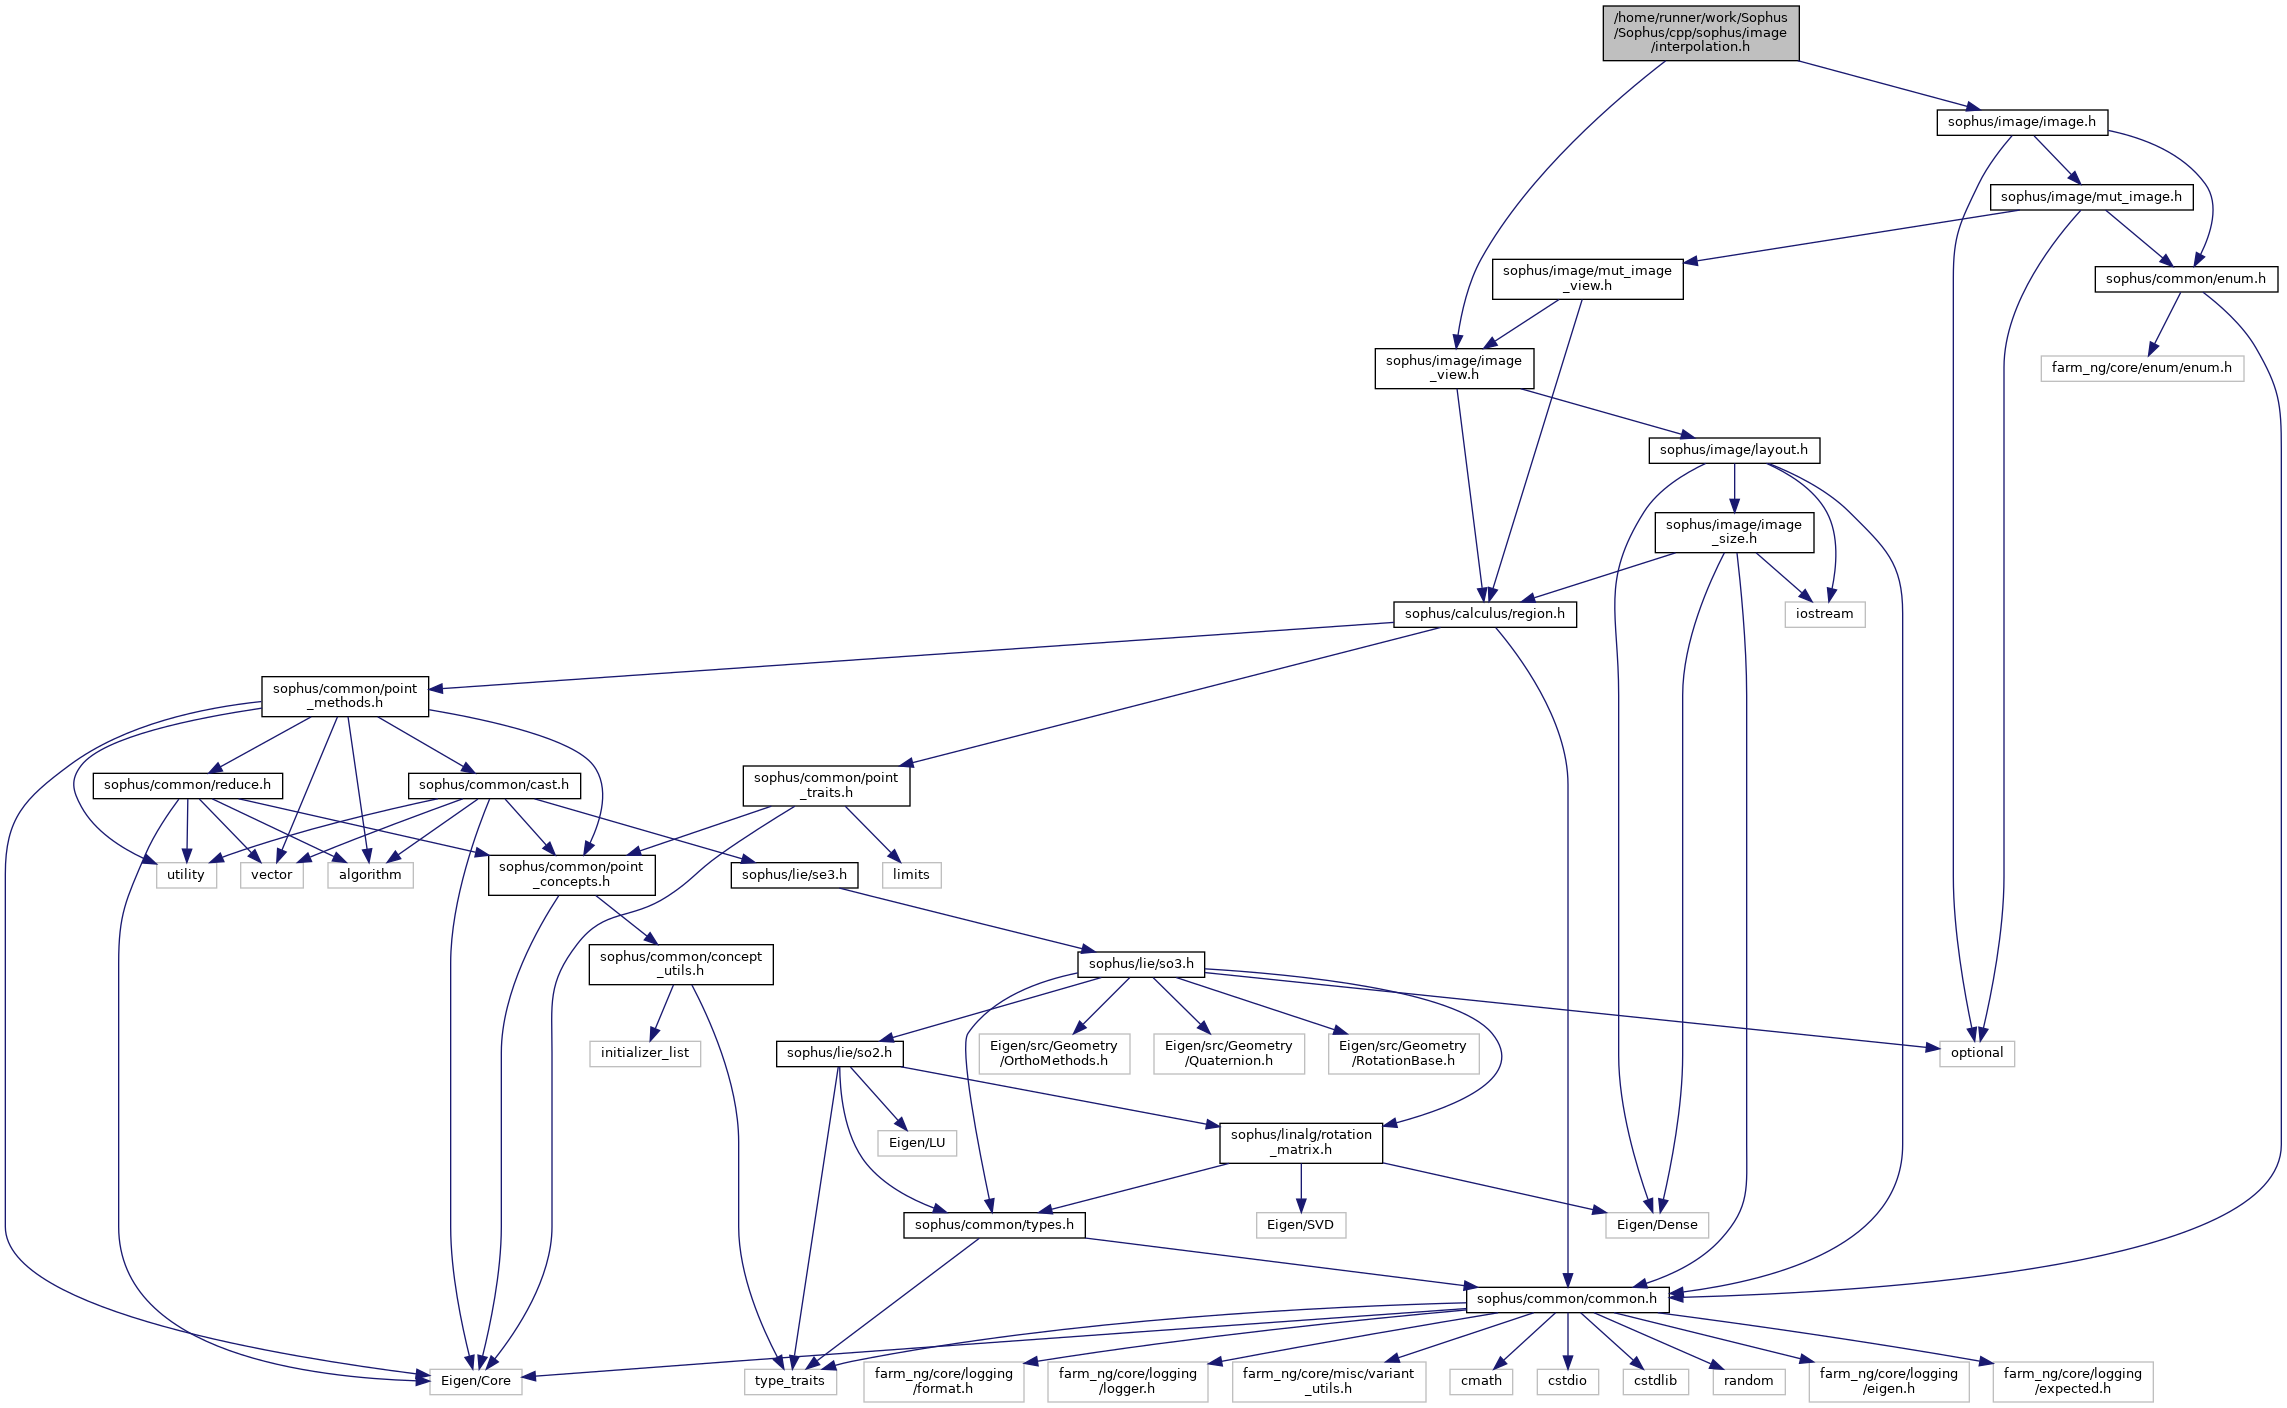 /home/runner/work/Sophus
/Sophus/cpp/sophus/image
/interpolation.h
sophus/image/image.h
sophus/image/mut_image.h
sophus/image/mut_image
_view.h
sophus/common/enum.h
sophus/image/image
_view.h
farm_ng/core/enum/enum.h
sophus/image/layout.h
sophus/image/image
_size.h
sophus/calculus/region.h
iostream
sophus/common/point
_methods.h
sophus/common/reduce.h
sophus/common/cast.h
sophus/common/point
_traits.h
utility
vector
algorithm
sophus/common/point
_concepts.h
sophus/lie/se3.h
limits
sophus/common/concept
_utils.h
sophus/lie/so3.h
initializer_list
sophus/lie/so2.h
Eigen/src/Geometry
/OrthoMethods.h
Eigen/src/Geometry
/Quaternion.h
Eigen/src/Geometry
/RotationBase.h
optional
Eigen/LU
sophus/linalg/rotation
_matrix.h
sophus/common/types.h
Eigen/SVD
Eigen/Dense
sophus/common/common.h
Eigen/Core
type_traits
farm_ng/core/logging
/format.h
farm_ng/core/logging
/logger.h
farm_ng/core/misc/variant
_utils.h
cmath
cstdio
cstdlib
random
farm_ng/core/logging
/eigen.h
farm_ng/core/logging
/expected.h